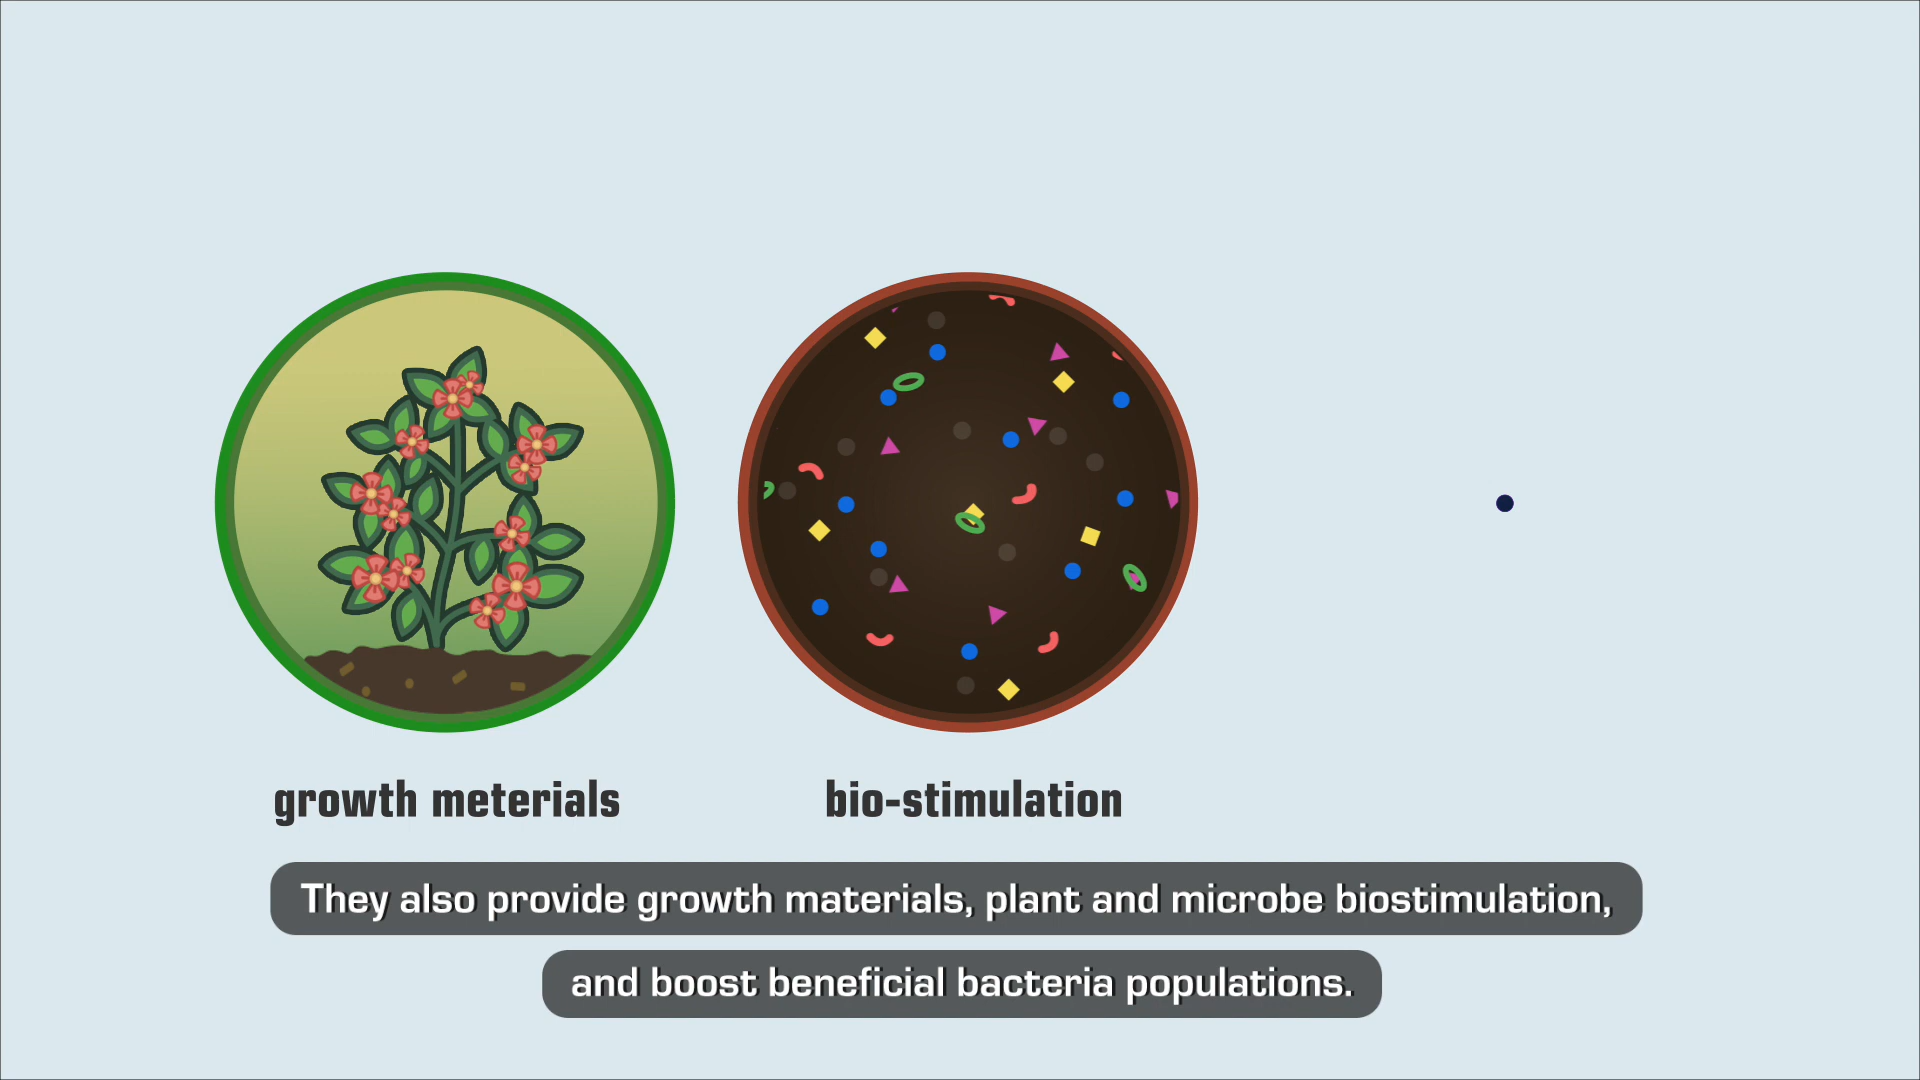 growth meterials
bio-stimulation
They also provide growth materials, plant and microbe biostimulation,
and boost beneficial bacteria populations.